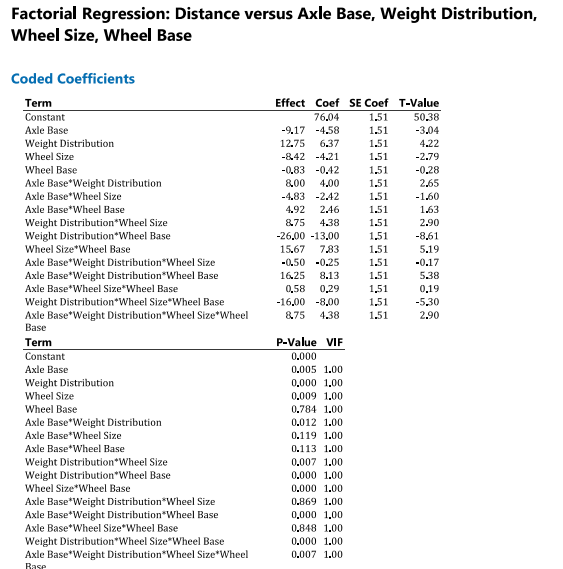 Factorial Regression: Distance versus Axle Base, Weight Distribution,
Wheel Size, Wheel Base
Coded Coefficients
Term Effect Coef SE Coef T-Value
Constant 76.04 1.51 50.38
Axle Base -9.17 -4.58 1.51 -3.04
Weight Distribution 12.75 6.37 1.51 4.22
Wheel Size -8.42 -4.21 1.51 -2.79
Wheel Base -0.83 -0.42 1.51 -0.28
Axle Base*Weight Distribution 8.00 4.00 1.51 2.65
Axle Base*Wheel Size -4.83 -2.42 1.51 -1.60
Axle Base*Wheel Base 4.92 2.46 1.51 1.63
Weight Distribution*Wheel Size 8.75 4.38 1.51 2.90
Weight Distribution*Wheel Base -26.00 -13.00 1.51 -8.61
Wheel Size*Wheel Base 15.67 7.83 1.51 5.19
Axle Base*Weight Distribution*Wheel Size -0.50 -0.25 1.51 -0.17
Axle Base*Weight Distribution*Wheel Base 16.25 8.13 1.51 5.38
Axle Base*Wheel Size*Wheel Base 0.58 0.29 1.51 0.19
Weight Distribution*Wheel Size*Wheel Base -16.00 -8.00 1.51 -5.30
Axle Base*Weight Distribution*Wheel Size*Wheel 8.75 4.38 1.51 2.90
Base
Term P-Value VIF
Constant 0.000
Axle Base 0.005 1.00
Weight Distribution 0.000 1.00
Wheel Size 0.009 1.00
Wheel Base 0.784 1.00
Axle Base*Weight Distribution 0.012 1.00
Axle Base*Wheel Size 0.119 1.00
Axle Base*Wheel Base 0.113 1.00
Weight Distribution*Wheel Size 0.007 1.00
Weight Distribution*Wheel Base 0.000 1.00
Wheel Size*Wheel Base 0.000 1.00
Axle Base*Weight Distribution*Wheel Size 0.869 1.00
Axle Base*Weight Distribution*Wheel Base 0.000 1.00
Axle Base*Wheel Size*Wheel Base 0.848 1.00
Weight Distribution*Wheel Size*Wheel Base 0.000 1.00
Axle Base*Weight Distribution*Wheel Size*Wheel 0.007 1.00
Base